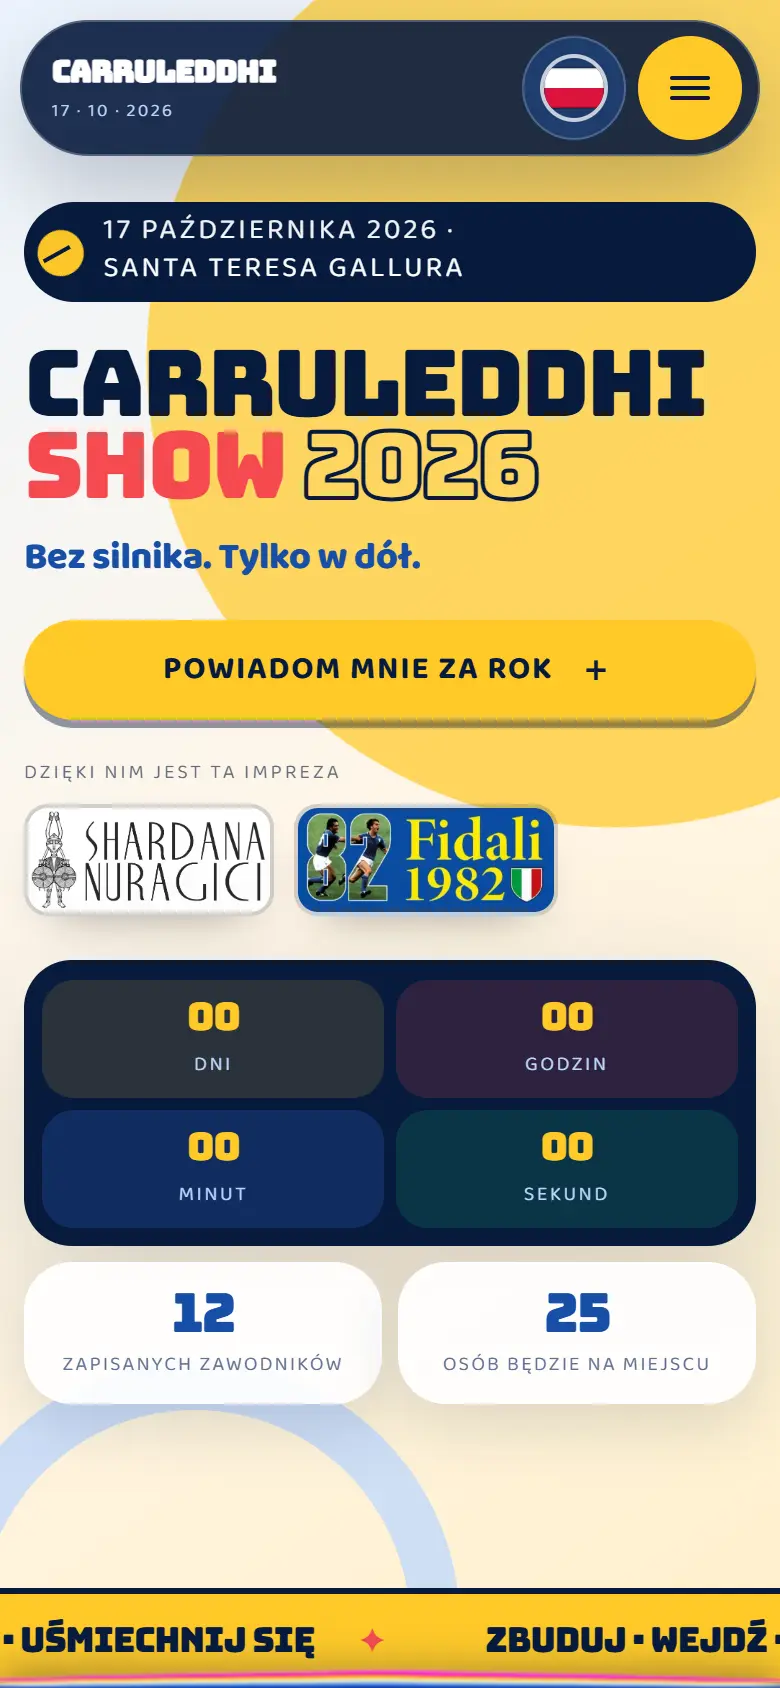 CARRULEDDHI
17 · 10 · 2026
17 PAŹDZIERNIKA 2026 ·
SANTA TERESA GALLURA
CARRULEDDHI
SHOW 2026
Bez silnika. Tylko w dół.
POWIADOM MNIE ZA ROK +
DZIĘKI NIM JEST TA IMPREZA
SHARDANA
NURAGICI
82 Fidali
1982
00
DNI
00
GODZIN
00
MINUT
00
SEKUND
12
ZAPISANYCH ZAWODNIKÓW
25
OSÓB BĘDZIE NA MIEJSCU
· UŚMIECHNIJ SIĘ ✦ ZBUDUJ · WEJDŹ ·